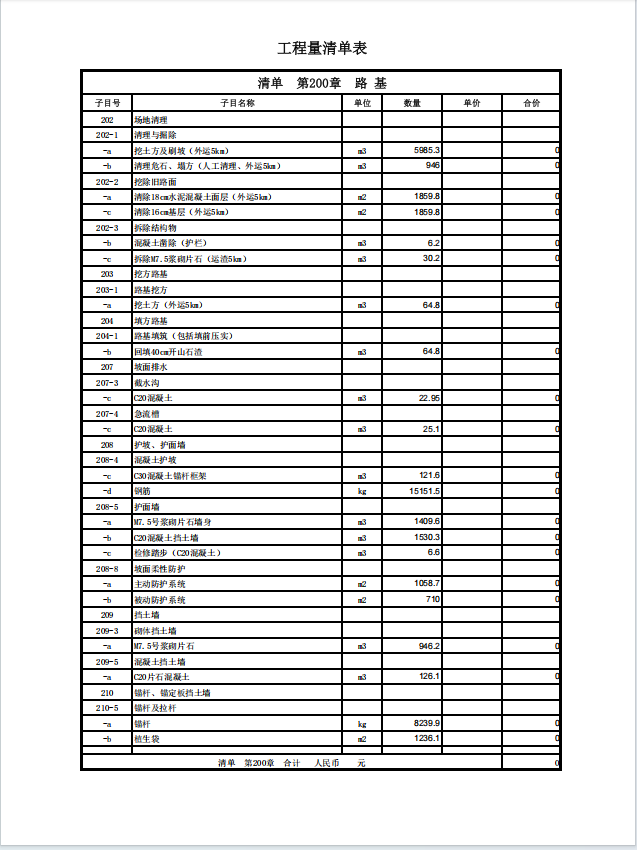 工程量清单表
清单 第200章 路 基
子目号 子目名称 单位 数量 单价 合价
202 场地清理
202-1 清理与掘除
-a 挖土方及刷坡（外运5km） m3 5985.3 0
-b 清理危石、塌方（人工清理、外运5km） m3 946 0
202-2 挖除旧路面
-a 清除18cm水泥混凝土面层（外运5km） m2 1859.8 0
-c 清除16cm基层（外运5km） m2 1859.8 0
202-3 拆除结构物
-b 混凝土凿除（护栏） m3 6.2 0
-c 拆除M7.5浆砌片石（运渣5km） m3 30.2 0
203 挖方路基
203-1 路基挖方
-a 挖土方（外运5km） m3 64.8 0
204 填方路基
204-1 路基填筑（包括填前压实）
-b 回填40cm开山石渣 m3 64.8 0
207 坡面排水
207-3 截水沟
-c C20混凝土 m3 22.95 0
207-4 急流槽
-c C20混凝土 m3 25.1 0
208 护坡、护面墙
208-4 混凝土护坡
-c C30混凝土锚杆框架 m3 121.6 0
-d 钢筋 kg 15151.5 0
208-5 护面墙
-a M7.5号浆砌片石墙身 m3 1409.6 0
-b C20混凝土挡土墙 m3 1530.3 0
-c 检修踏步（C20混凝土） m3 6.6 0
208-8 坡面柔性防护
-a 主动防护系统 m2 1058.7 0
-b 被动防护系统 m2 710 0
209 挡土墙
209-3 砌体挡土墙
-a M7.5号浆砌片石 m3 946.2 0
209-5 混凝土挡土墙
-a C20片石混凝土 m3 126.1 0
210 锚杆、锚定板挡土墙
210-5 锚杆及拉杆
-a 锚杆 kg 8239.9 0
-b 植生袋 m2 1236.1 0
清单 第200章 合计 人民币 元 0